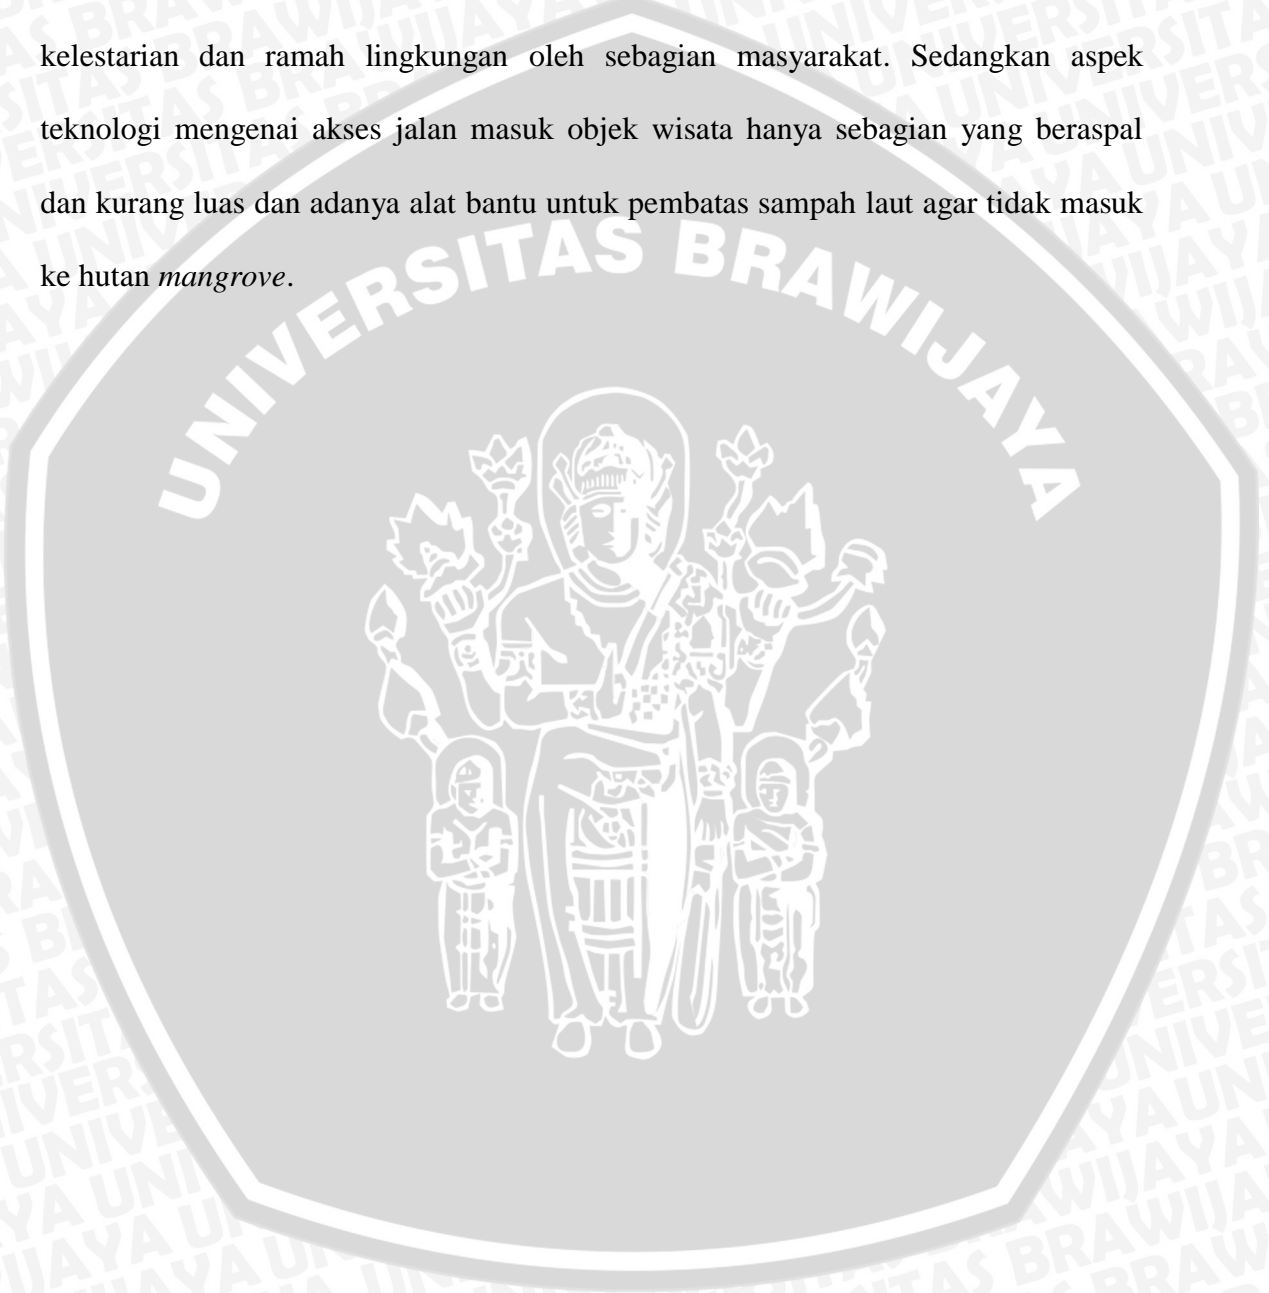 kelestarian dan ramah lingkungan oleh sebagian masyarakat. Sedangkan aspek
teknologi mengenai akses jalan masuk objek wisata hanya sebagian yang beraspal
dan kurang luas dan adanya alat bantu untuk pembatas sampah laut agar tidak masuk
ke hutan mangrove.
UNIVERSITAS BRAWIJAYA